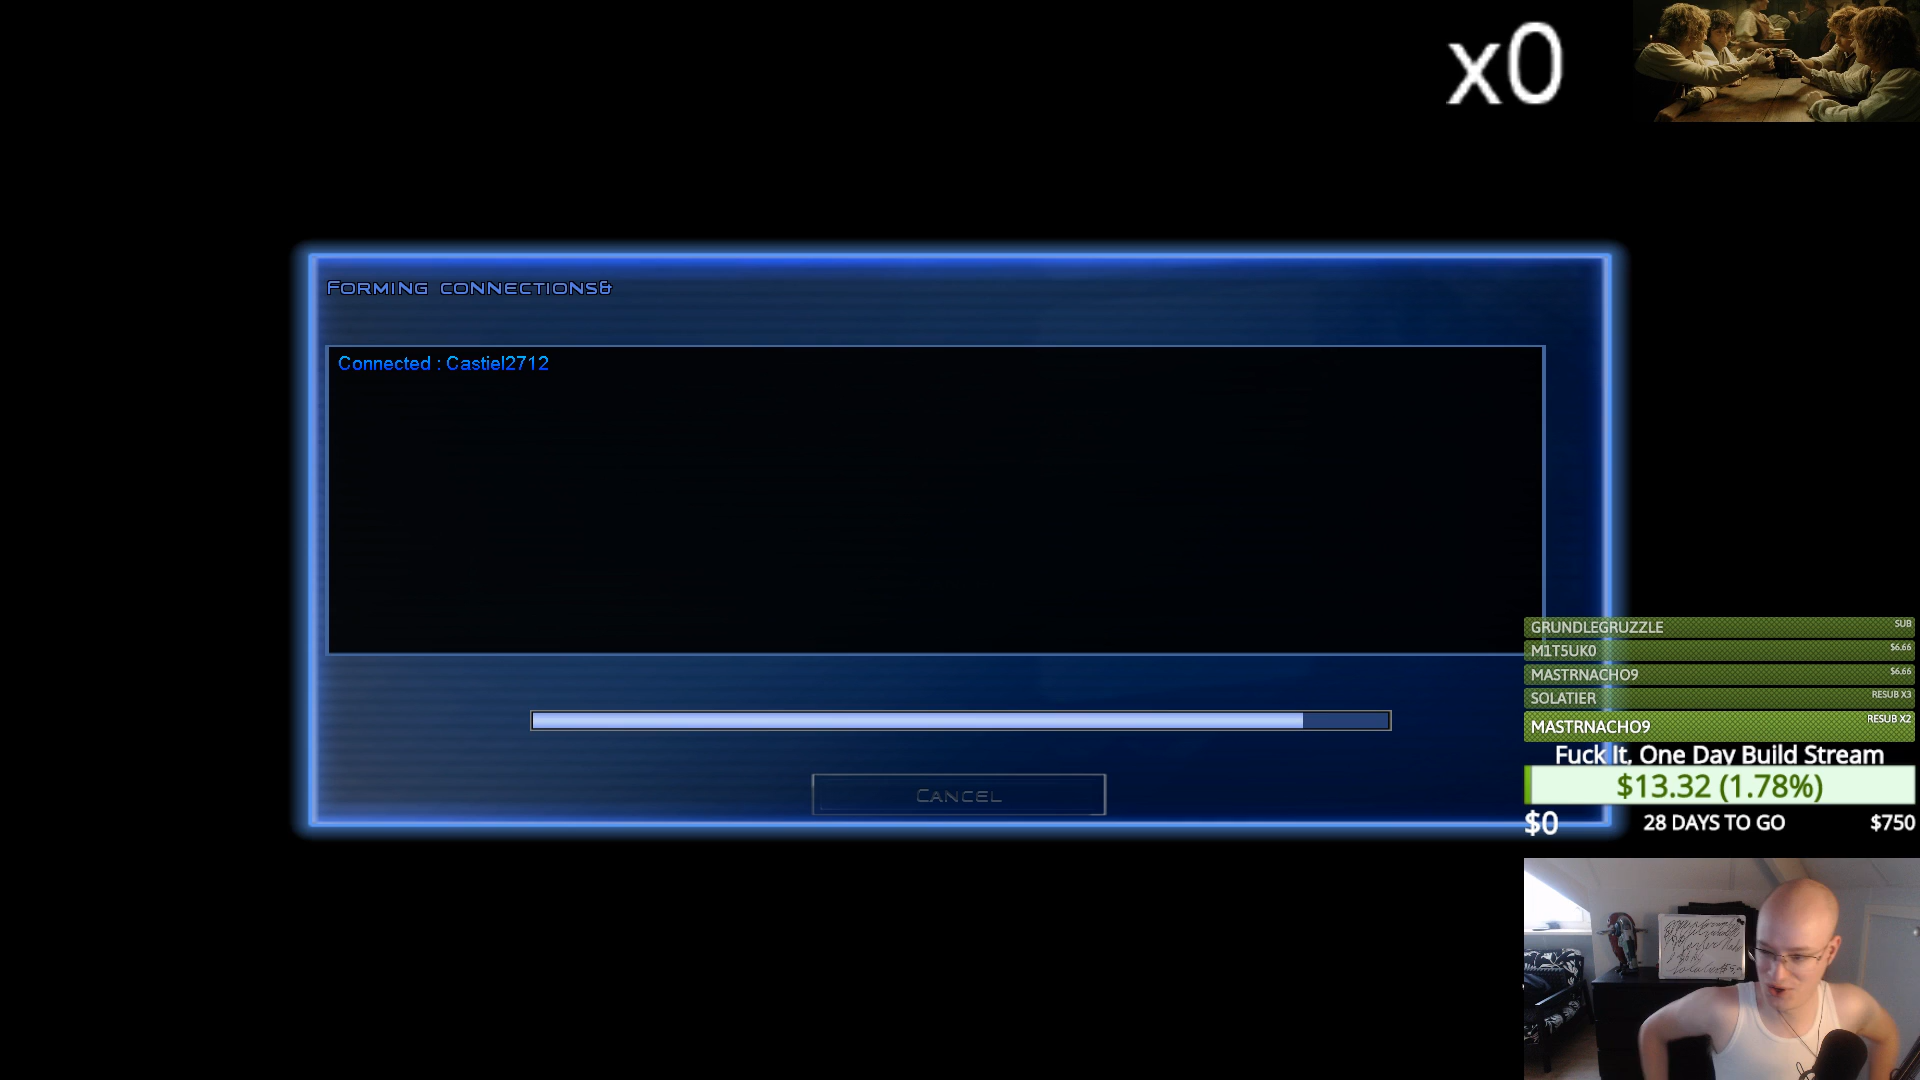 x0
FORMING CONNECTIONS&
Connected : Castiel2712
CANCEL
GRUNDLEGRUZZLE SUB
M1T5UK0 $6.66
MASTRNACHO9 $6.66
SOLATIER RESUB X3
MASTRNACHO9 RESUB X2
Fuck It, One Day Build Stream
$13.32 (1.78%)
$0 28 DAYS TO GO $750